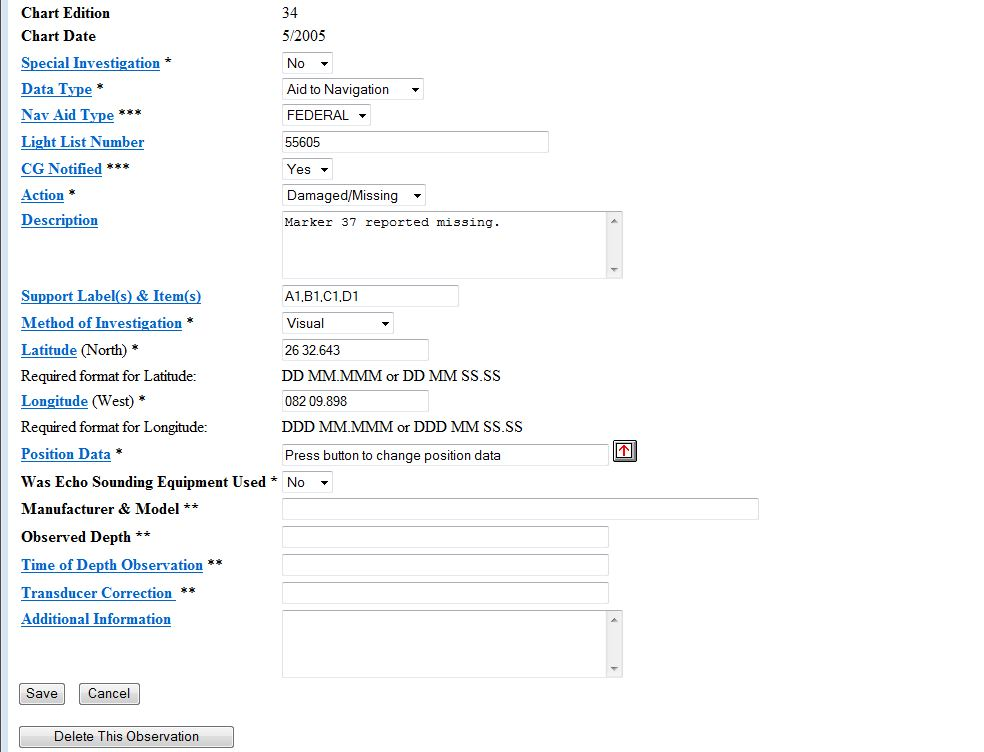 Chart Edition 34
Chart Date 5/2005
Special Investigation * No
Data Type * Aid to Navigation
Nav Aid Type *** FEDERAL
Light List Number 55605
CG Notified *** Yes
Action * Damaged/Missing
Description Marker 37 reported missing.
Support Label(s) & Item(s) A1,B1,C1,D1
Method of Investigation * Visual
Latitude (North) * 26 32.643
Required format for Latitude: DD MM.MMM or DD MM SS.SS
Longitude (West) * 082 09.898
Required format for Longitude: DDD MM.MMM or DDD MM SS.SS
Position Data * Press button to change position data
Was Echo Sounding Equipment Used * No
Manufacturer & Model **
Observed Depth **
Time of Depth Observation **
Transducer Correction **
Additional Information
Save Cancel
Delete This Observation